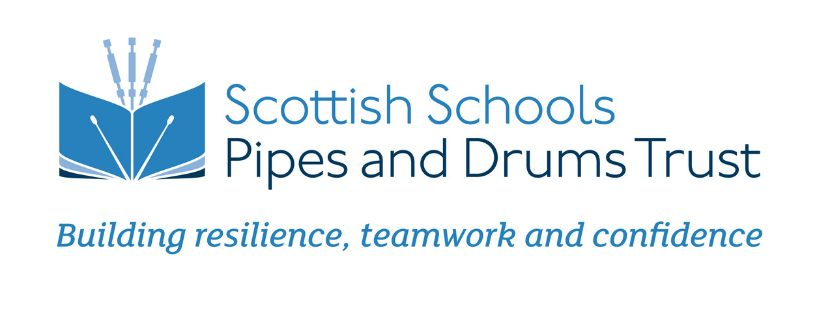 Scottish Schools
Pipes and Drums Trust
Building resilience, teamwork and confidence